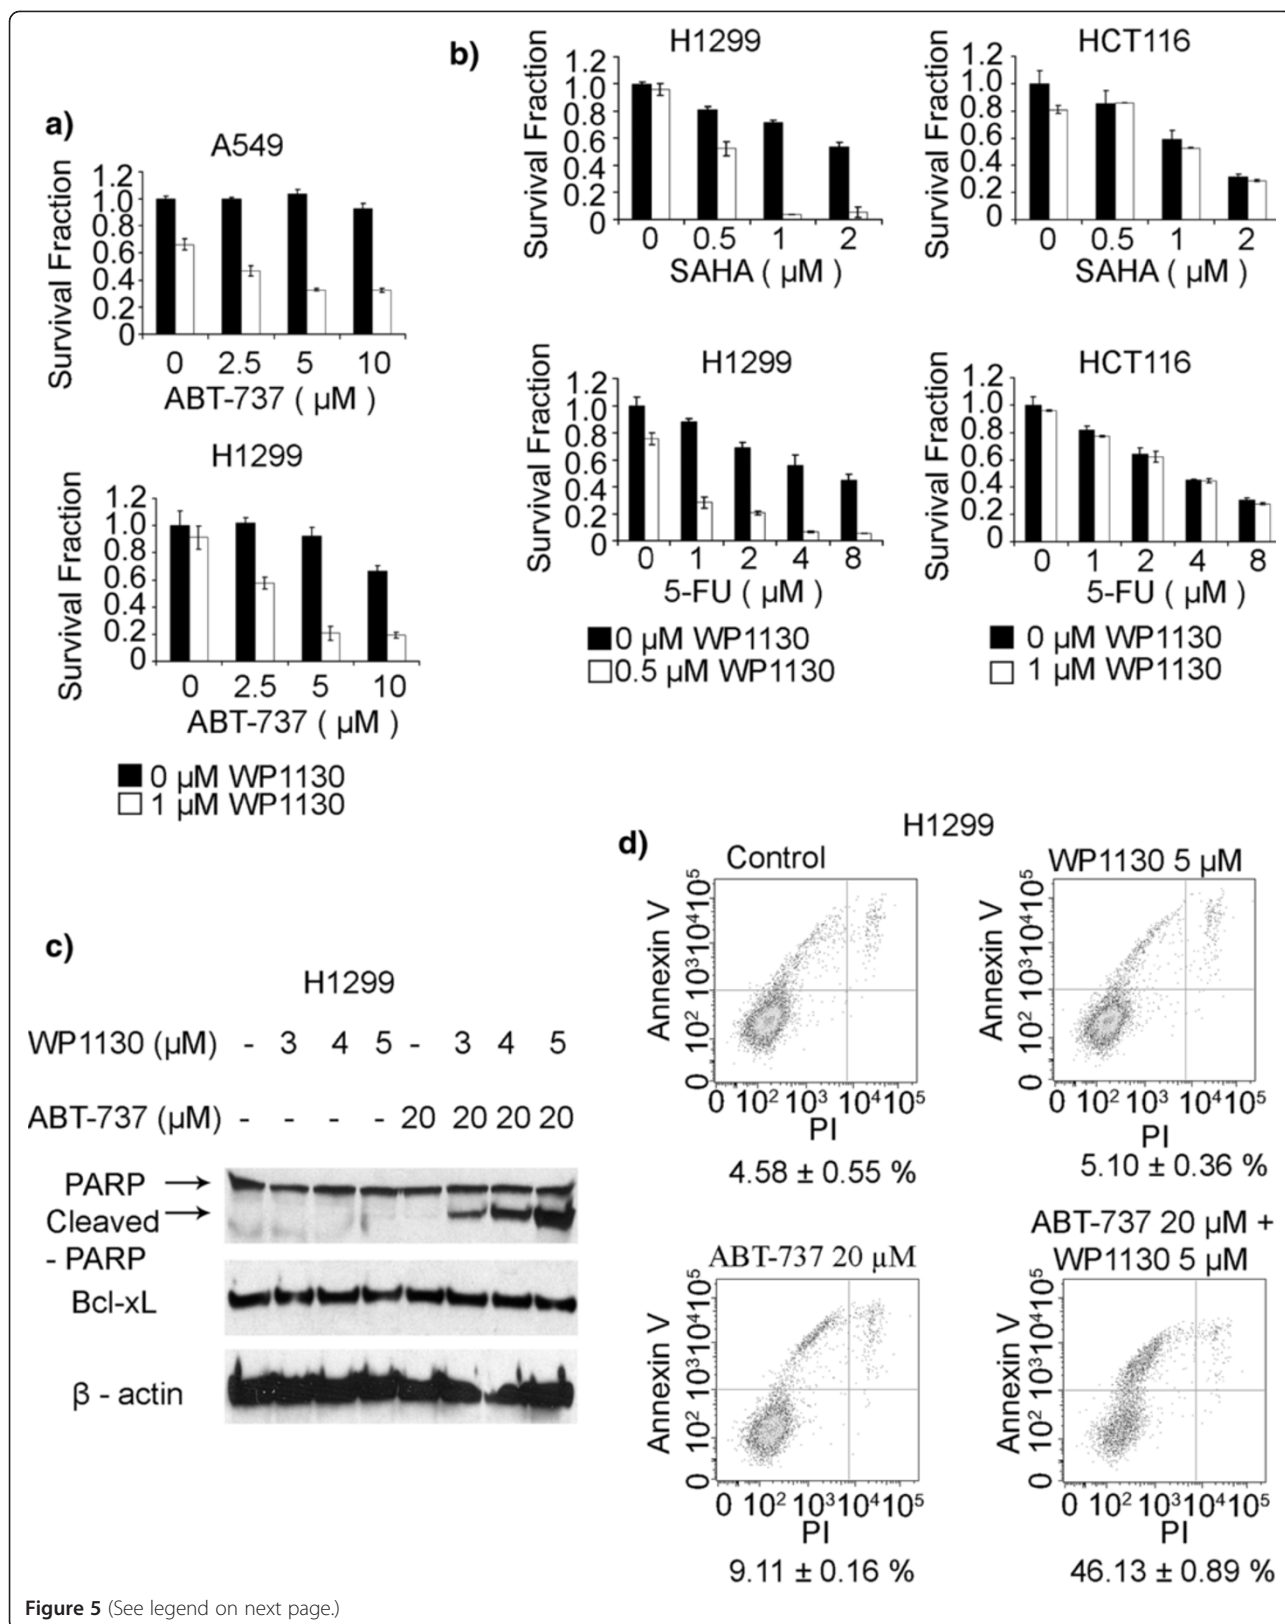 a)
A549
Survival Fraction
1.2
1.0
0.8
0.6
0.4
0.2
0
0 2.5 5 10
ABT-737 ( µM )
H1299
Survival Fraction
1.2
1.0
0.8
0.6
0.4
0.2
0
0 2.5 5 10
ABT-737 ( µM )
0 µM WP1130
1 µM WP1130
b)
H1299
Survival Fraction
1.2
1.0
0.8
0.6
0.4
0.2
0
0 0.5 1 2
SAHA ( µM )
HCT116
Survival Fraction
1.2
1.0
0.8
0.6
0.4
0.2
0
0 0.5 1 2
SAHA ( µM )
H1299
Survival Fraction
1.2
1.0
0.8
0.6
0.4
0.2
0
0 1 2 4 8
5-FU ( µM )
0 µM WP1130
0.5 µM WP1130
HCT116
Survival Fraction
1.2
1.0
0.8
0.6
0.4
0.2
0
0 1 2 4 8
5-FU ( µM )
0 µM WP1130
1 µM WP1130
c)
H1299
WP1130 (µM) - 3 4 5 - 3 4 5
ABT-737 (µM) - - - - 20 20 20 20
PARP
Cleaved
- PARP
Bcl-xL
β - actin
d)
H1299
Control
Annexin V
0 10² 10³ 10⁴ 10⁵
0 10² 10³ 10⁴ 10⁵
PI
4.58 ± 0.55 %
WP1130 5 µM
Annexin V
0 10² 10³ 10⁴ 10⁵
0 10² 10³ 10⁴ 10⁵
PI
5.10 ± 0.36 %
ABT-737 20 µM
Annexin V
0 10² 10³ 10⁴ 10⁵
0 10² 10³ 10⁴ 10⁵
PI
9.11 ± 0.16 %
ABT-737 20 µM +
WP1130 5 µM
Annexin V
0 10² 10³ 10⁴ 10⁵
0 10² 10³ 10⁴ 10⁵
PI
46.13 ± 0.89 %
Figure 5 (See legend on next page.)